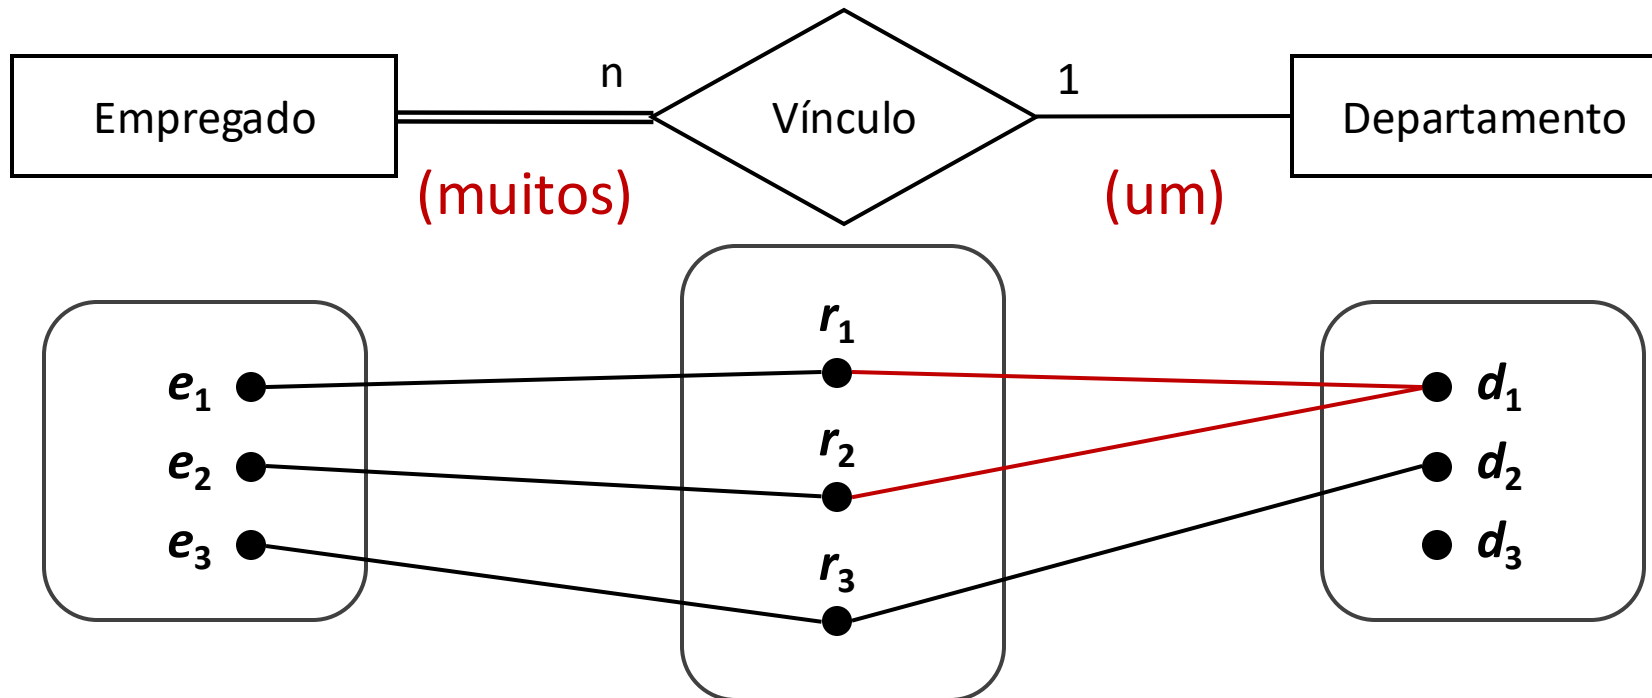 n 1
Empregado Vínculo Departamento
(muitos) (um)
r1
e1 d1
r2
e2 d2
e3 d3
r3